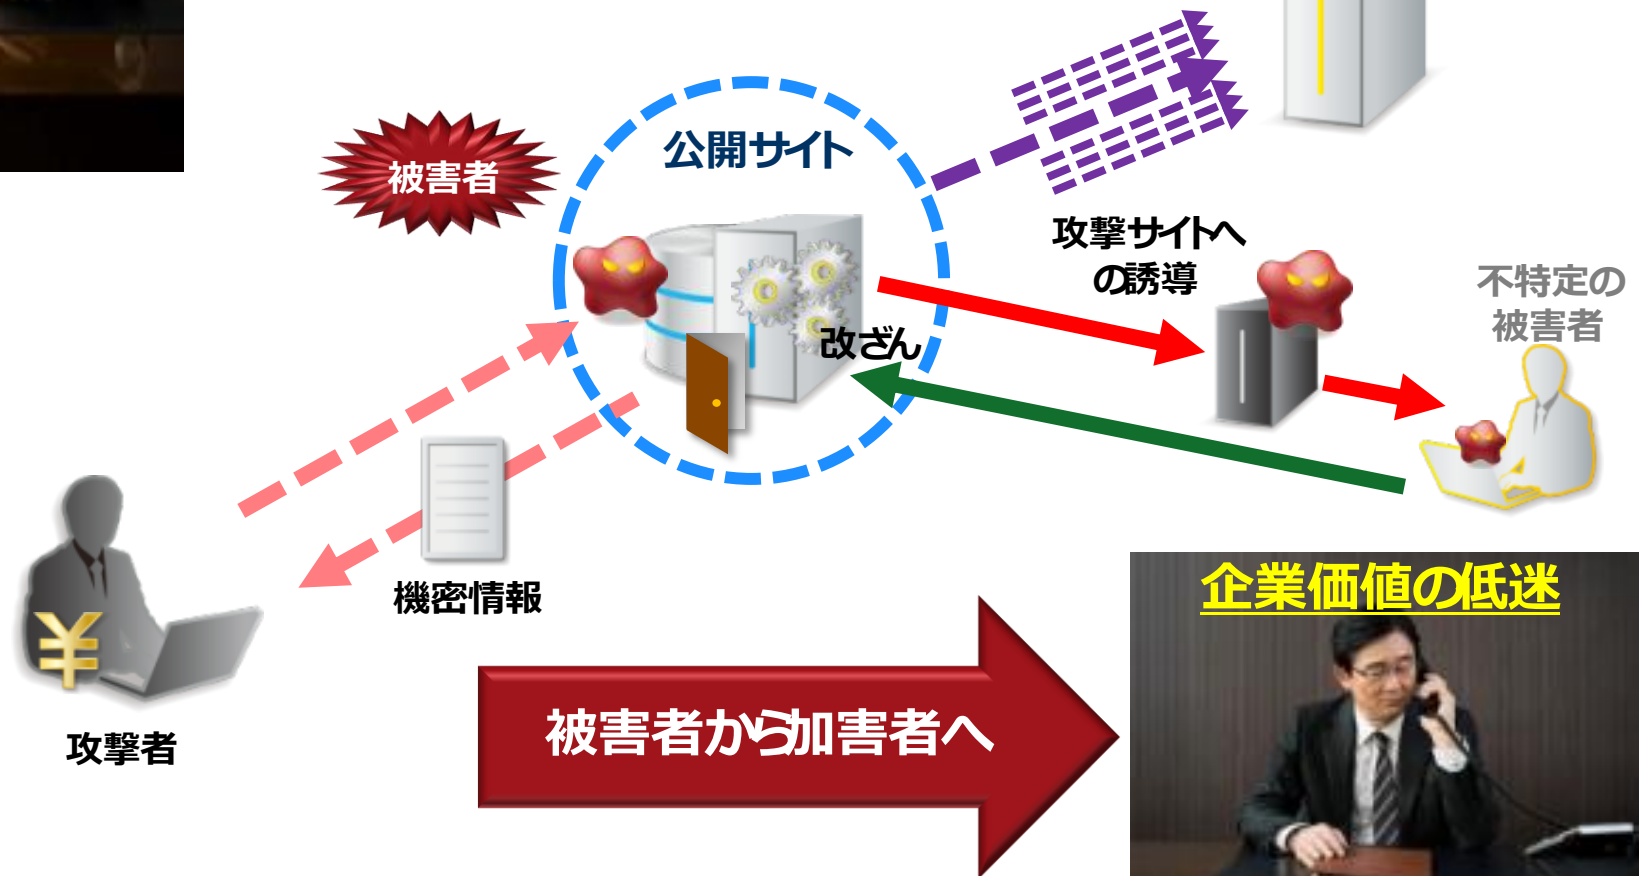 公開サイト
被害者
攻撃サイトへ
の誘導
不特定の
被害者
改ざん
機密情報
¥
企業価値の低迷
被害者から加害者へ
攻撃者